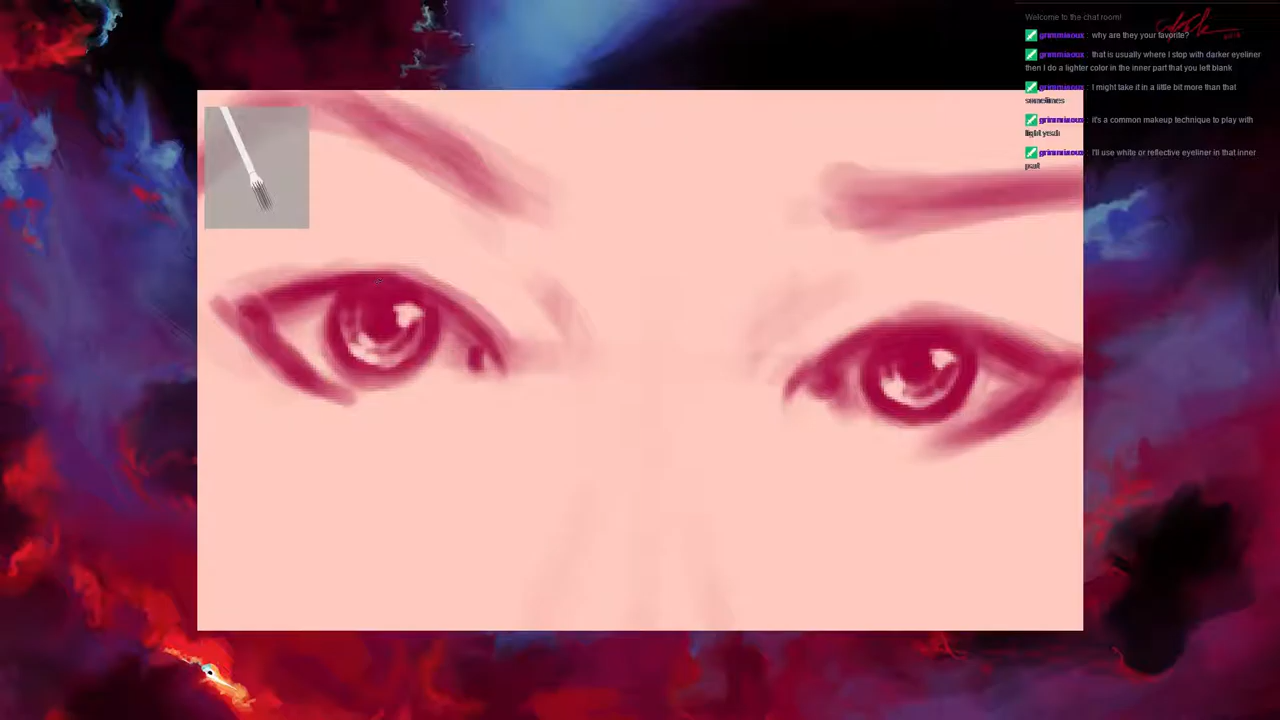 Welcome to the chat room!
grimmiaoux: why are they your favorite?
grimmiaoux: that is usually where I stop with darker eyeliner
then I do a lighter color in the inner part that you left blank
grimmiaoux: I might take it in a little bit more than that
sometimes
grimmiaoux: it's a common makeup technique to play with
light yeah
grimmiaoux: I'll use white or reflective eyeliner in that inner
part